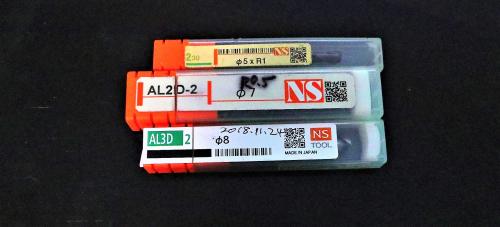 230
φ5 x R1
NS
AL2D-2
R0.5
φ7
NS
AL3D 2
2018.11.24
φ8
NS
TOOL
MADE IN JAPAN